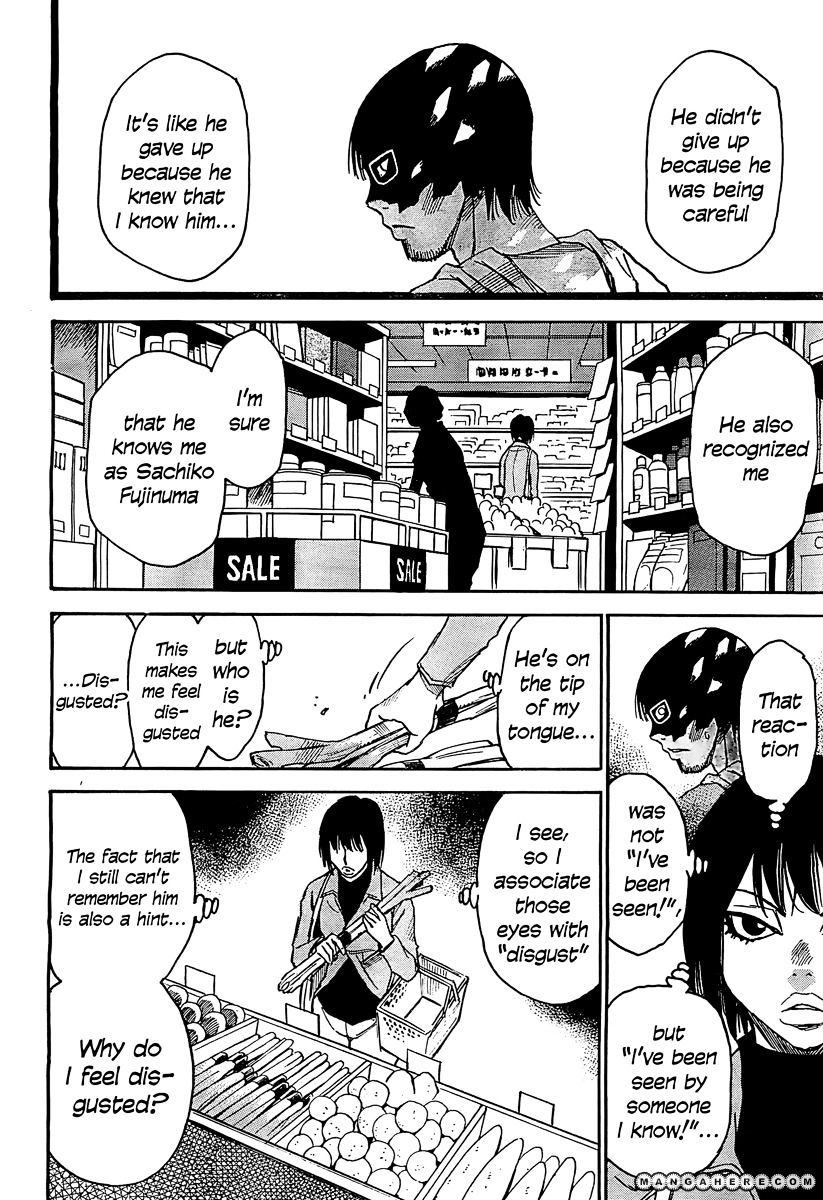 He didn't
give up
because he
was being
careful
It's like he
gave up
because he
knew that
I know him...
He also
recognized
me
I'm
sure
that he
knows me
as Sachiko
Fujinuma
SALE
SALE
That
reac-
tion
was
not
"I've
been
seen!",
but
"I've been
seen by
someone
I know!"...
He's on
the tip
of my
tongue...
but
who
is
he?
This
makes
me feel
dis-
gusted
...Dis-
gusted?
I see,
so I
associate
those
eyes with
"disgust"
The fact that
I still can't
remember him
is also a hint...
Why do
I feel dis-
gusted?
MANGAHERE.COM